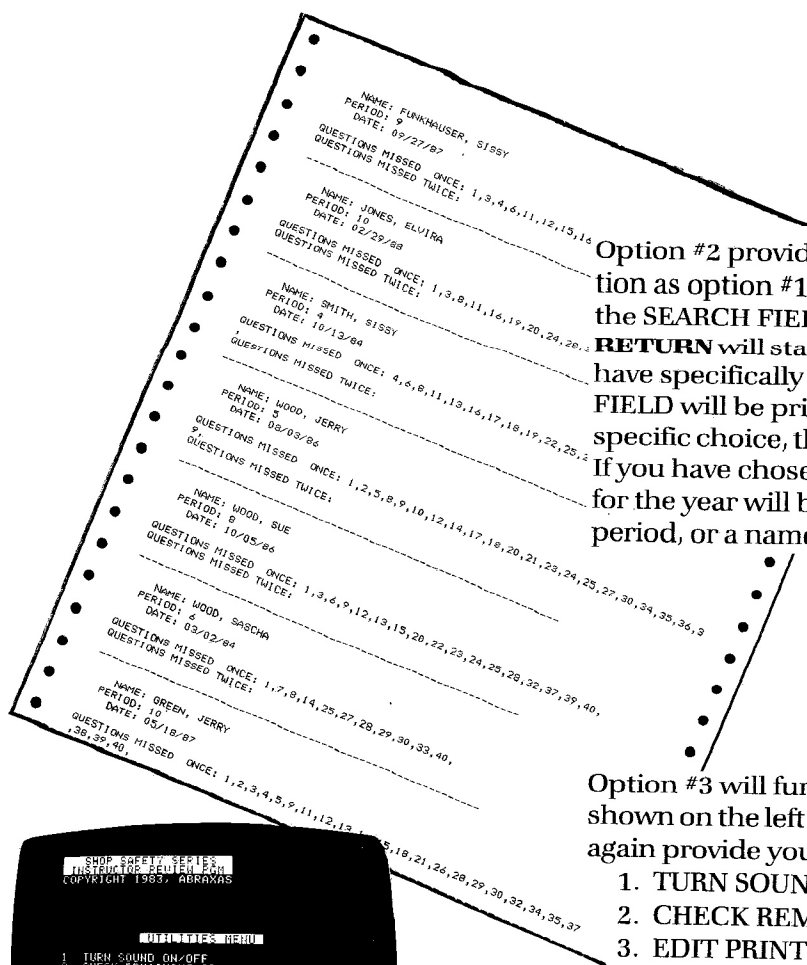 NAME: FUNKHAUSER, SISSY
PERIOD: 9
DATE: 09/27/87
QUESTIONS MISSED ONCE: 1,3,4,6,11,12,15,16
QUESTIONS MISSED TWICE:
NAME: JONES, ELVIRA
PERIOD: 10
DATE: 02/29/88
QUESTIONS MISSED ONCE: 1,3,8,11,16,19,20,24,28,
QUESTIONS MISSED TWICE:
NAME: SMITH, SISSY
PERIOD: 4
DATE: 10/13/84
QUESTIONS MISSED ONCE: 4,6,8,11,13,16,17,18,19,22,25,2
,
QUESTIONS MISSED TWICE:
NAME: WOOD, JERRY
PERIOD: 5
DATE: 08/03/86
QUESTIONS MISSED ONCE: 1,2,5,8,9,10,12,14,17,18,20,21,23,24,25,27,30,34,35,36,3
9,
QUESTIONS MISSED TWICE:
NAME: WOOD, SUE
PERIOD: 8
DATE: 10/05/86
QUESTIONS MISSED ONCE: 1,3,6,9,12,13,15,20,22,23,24,25,28,32,37,39,40,
QUESTIONS MISSED TWICE:
NAME: WOOD, SASCHA
PERIOD: 6
DATE: 03/02/84
QUESTIONS MISSED ONCE: 1,7,8,14,25,27,28,29,30,33,40,
QUESTIONS MISSED TWICE:
NAME: GREEN, JERRY
PERIOD: 10
DATE: 05/18/87
QUESTIONS MISSED ONCE: 1,2,3,4,5,9,11,12,13,15,18,21,26,28,29,30,32,34,35,37
,38,39,40,
Option #2 provid
tion as option #1
the SEARCH FIEL
RETURN will sta
have specifically
FIELD will be pri
specific choice, th
If you have chose
for the year will b
period, or a name
Option #3 will fun
shown on the left
again provide you
1. TURN SOUN
2. CHECK REM
3. EDIT PRINT
SHOP SAFETY SERIES
INSTRUCTOR REVIEW PGM
COPYRIGHT 1983, ABRAXAS
UTILITIES MENU
1 TURN SOUND ON/OFF